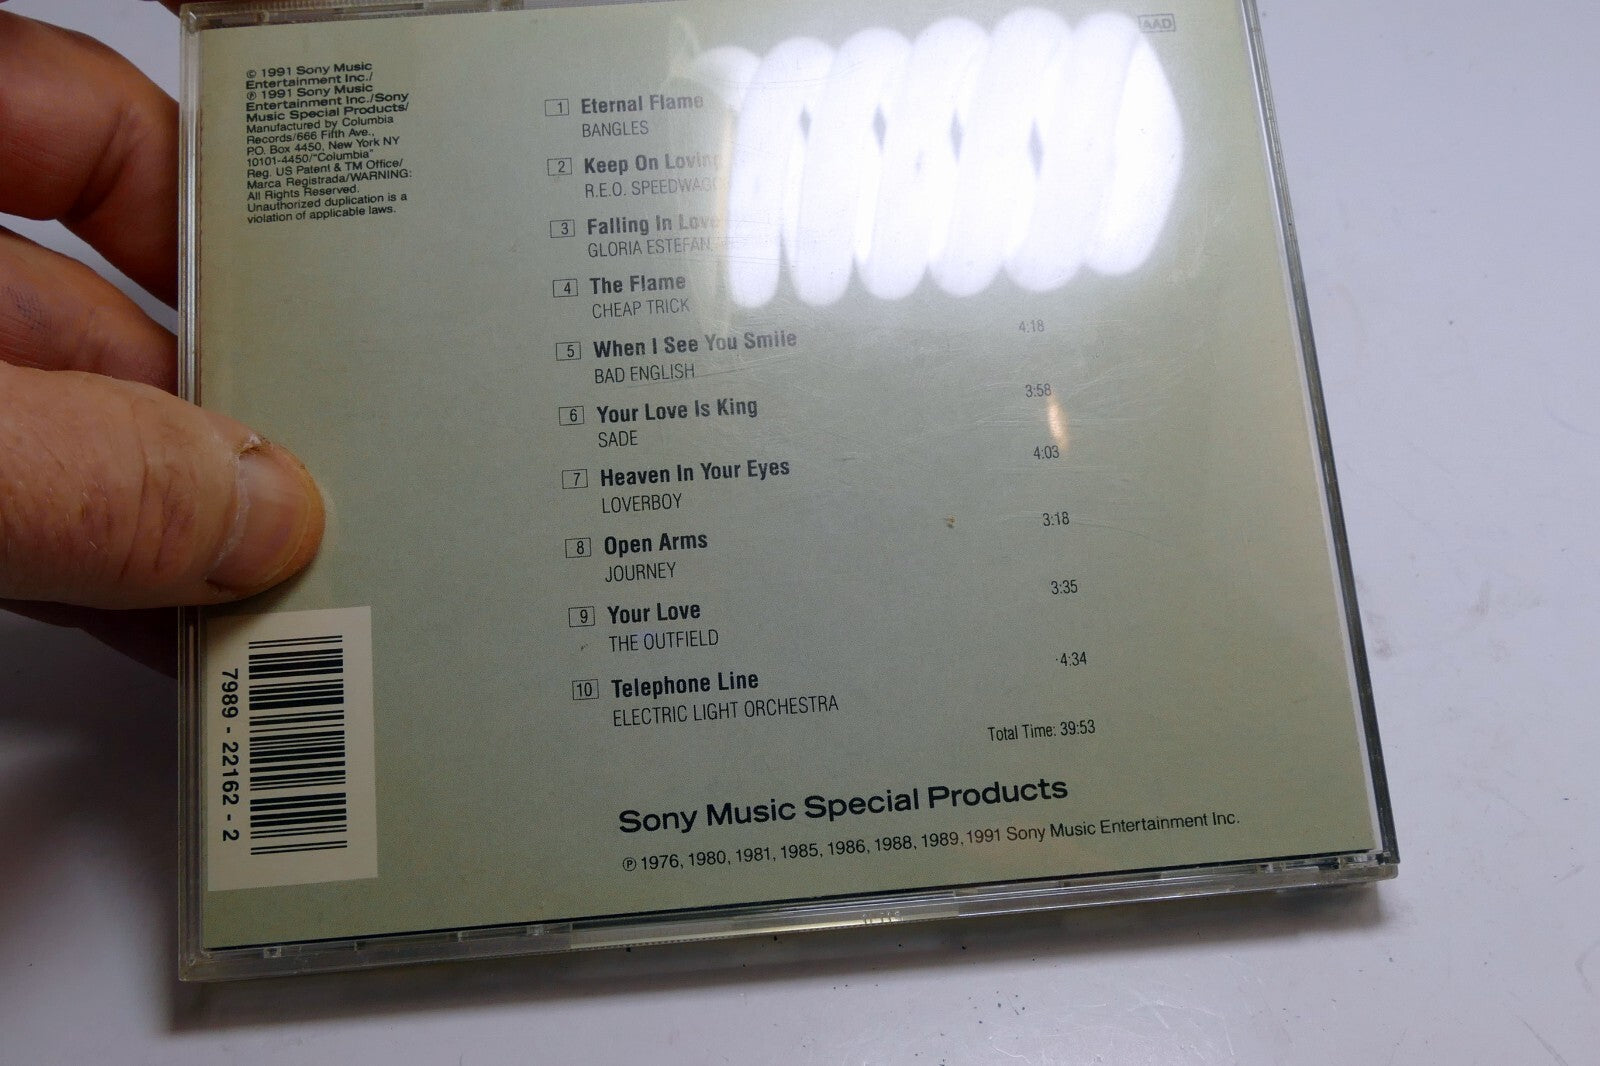 AAD
© 1991 Sony Music
Entertainment Inc./
℗ 1991 Sony Music
Entertainment Inc./Sony
Music Special Products/
Manufactured by Columbia
Records/666 Fifth Ave.,
P.O. Box 4450, New York NY
10101-4450/"Columbia"
Reg. US Patent & TM Office/
Marca Registrada/WARNING:
All Rights Reserved.
Unauthorized duplication is a
violation of applicable laws.
1 Eternal Flame
BANGLES
2 Keep On Loving
R.E.O. SPEEDWAGO
3 Falling In Love
GLORIA ESTEFAN
4 The Flame
CHEAP TRICK
5 When I See You Smile 4:18
BAD ENGLISH
6 Your Love Is King 3:58
SADE
7 Heaven In Your Eyes 4:03
LOVERBOY
8 Open Arms 3:18
JOURNEY
9 Your Love 3:35
THE OUTFIELD
10 Telephone Line 4:34
ELECTRIC LIGHT ORCHESTRA
Total Time: 39:53
Sony Music Special Products
℗ 1976, 1980, 1981, 1985, 1986, 1988, 1989, 1991 Sony Music Entertainment Inc.
7989 - 22162 - 2